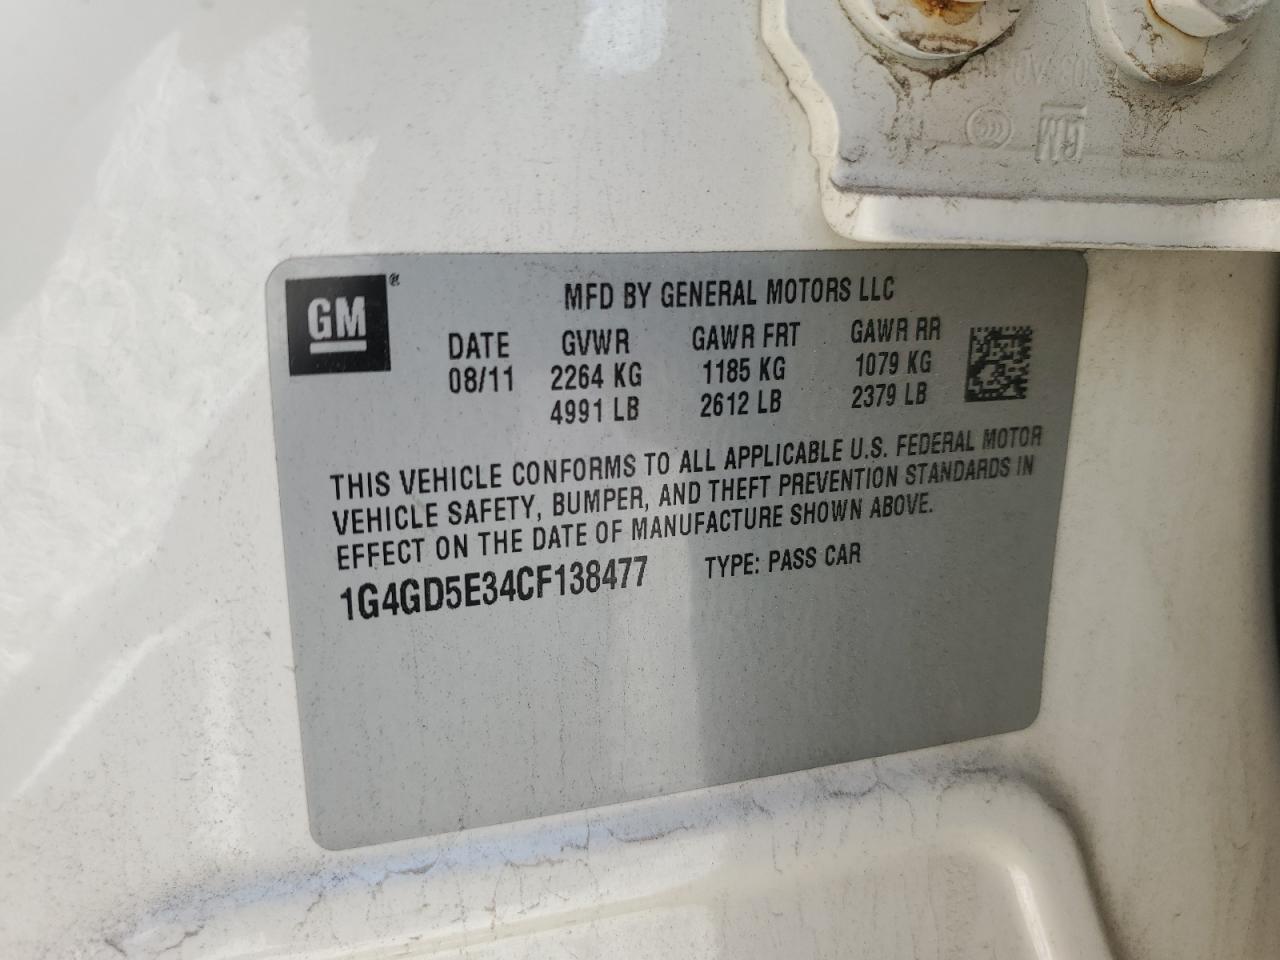 GM
GM®
MFD BY GENERAL MOTORS LLC
DATE GVWR GAWR FRT GAWR RR
08/11 2264 KG 1185 KG 1079 KG
4991 LB 2612 LB 2379 LB
THIS VEHICLE CONFORMS TO ALL APPLICABLE U.S. FEDERAL MOTOR
VEHICLE SAFETY, BUMPER, AND THEFT PREVENTION STANDARDS IN
EFFECT ON THE DATE OF MANUFACTURE SHOWN ABOVE.
1G4GD5E34CF138477 TYPE: PASS CAR